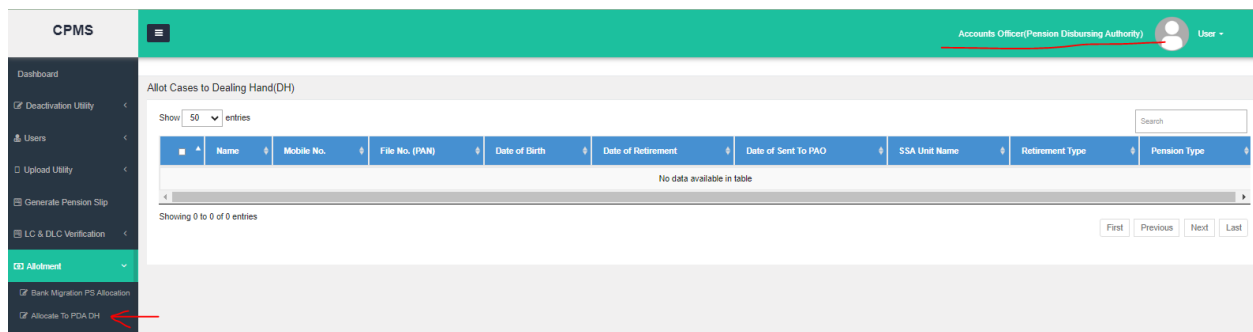 CPMS
Accounts Officer(Pension Disbursing Authority) User
Dashboard
Deactivation Utility
Users
Upload Utility
Generate Pension Slip
LC & DLC Verification
Allotment
Bank Migration PS Allocation
Allocate To PDA DH
Allot Cases to Dealing Hand(DH)
Show 50 entries
Search
Name Mobile No. File No. (PAN) Date of Birth Date of Retirement Date of Sent To PAO SSA Unit Name Retirement Type Pension Type
No data available in table
Showing 0 to 0 of 0 entries
First Previous Next Last